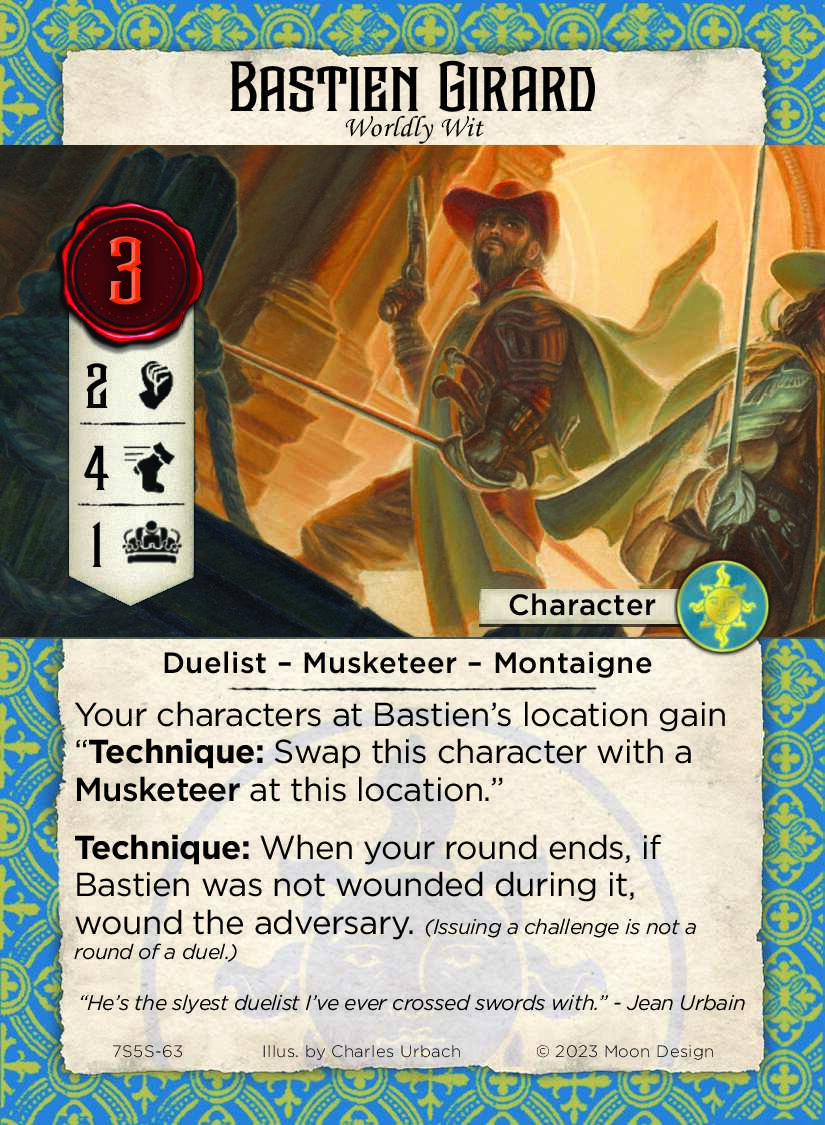 Bastien Girard
Worldly Wit
3
2
4
1
Character
Duelist – Musketeer – Montaigne
Your characters at Bastien’s location gain
“Technique: Swap this character with a
Musketeer at this location.”
Technique: When your round ends, if
Bastien was not wounded during it,
wound the adversary. (Issuing a challenge is not a
round of a duel.)
“He’s the slyest duelist I’ve ever crossed swords with.” - Jean Urbain
7S5S-63 Illus. by Charles Urbach © 2023 Moon Design